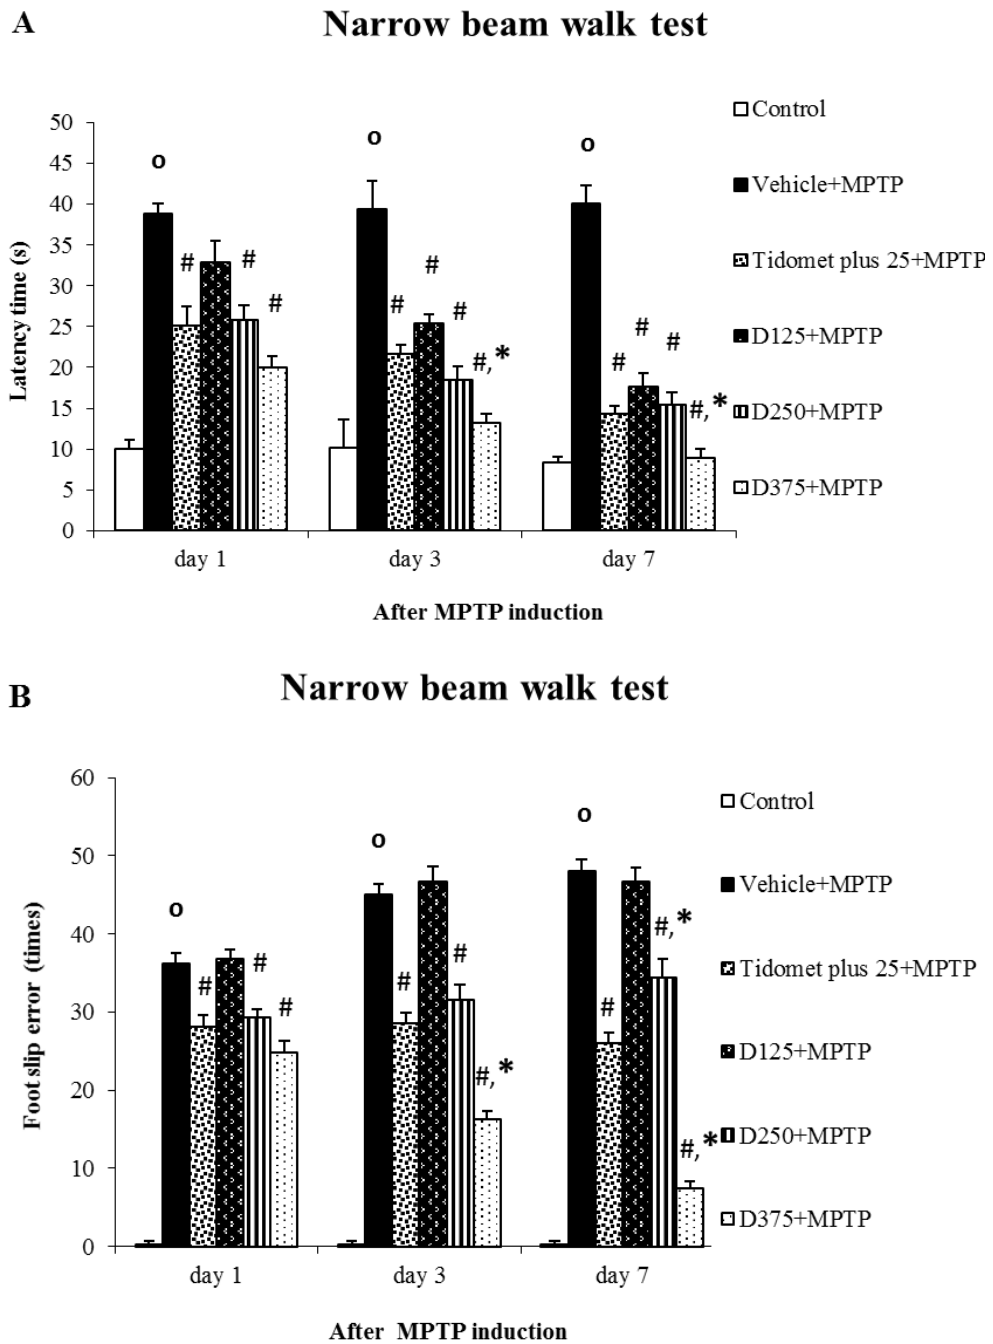 A
Narrow beam walk test
Latency time (s)
50
45
40
35
30
25
20
15
10
5
0
o
#
#
#
o
#
#
#
#,*
o
#
#
#
#,*
day 1
day 3
day 7
After MPTP induction
Control
Vehicle+MPTP
Tidomet plus 25+MPTP
D125+MPTP
D250+MPTP
D375+MPTP
B
Narrow beam walk test
Foot slip error (times)
60
50
40
30
20
10
0
o
#
#
#
o
#
#
#,*
o
#
#,*
#,*
day 1
day 3
day 7
After MPTP induction
Control
Vehicle+MPTP
Tidomet plus 25+MPTP
D125+MPTP
D250+MPTP
D375+MPTP